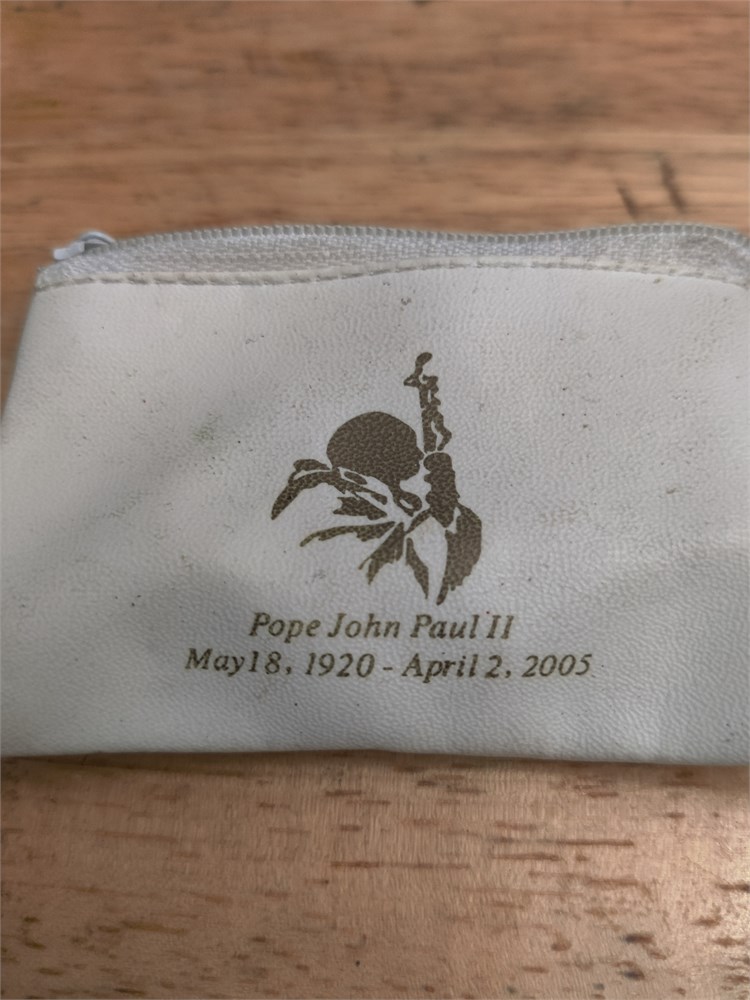 Pope John Paul II
May18, 1920 - April 2, 2005